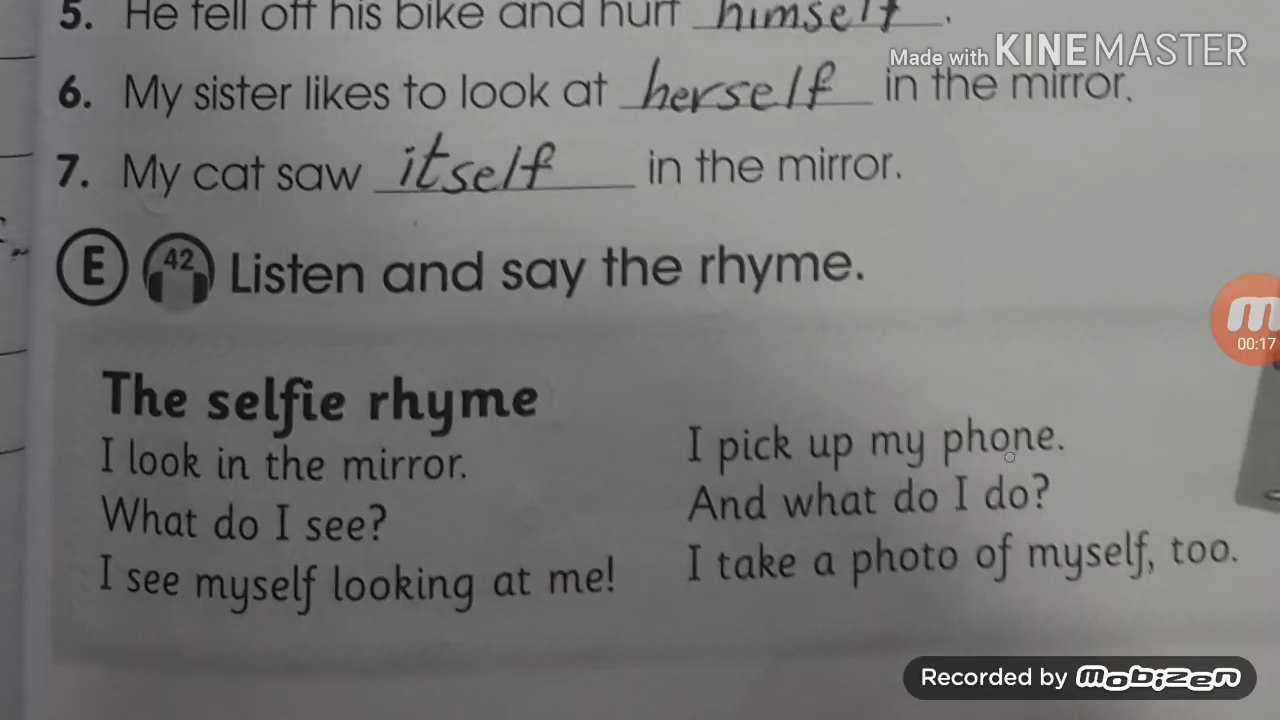 5. He fell off his bike and hurt himself.
Made with KINEMASTER
6. My sister likes to look at herself in the mirror.
7. My cat saw itself in the mirror.
E 42 Listen and say the rhyme.
00:17
The selfie rhyme
I look in the mirror.
What do I see?
I see myself looking at me!
I pick up my phone.
And what do I do?
I take a photo of myself, too.
Recorded by mobizen